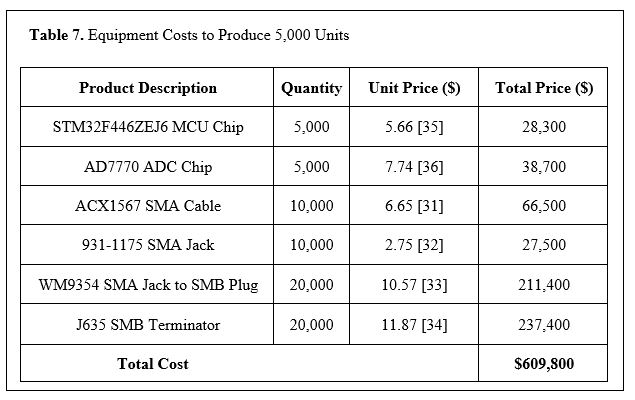 Table 7. Equipment Costs to Produce 5,000 Units
Product Description Quantity Unit Price ($) Total Price ($)
STM32F446ZEJ6 MCU Chip 5,000 5.66 [35] 28,300
AD7770 ADC Chip 5,000 7.74 [36] 38,700
ACX1567 SMA Cable 10,000 6.65 [31] 66,500
931-1175 SMA Jack 10,000 2.75 [32] 27,500
WM9354 SMA Jack to SMB Plug 20,000 10.57 [33] 211,400
J635 SMB Terminator 20,000 11.87 [34] 237,400
Total Cost $609,800